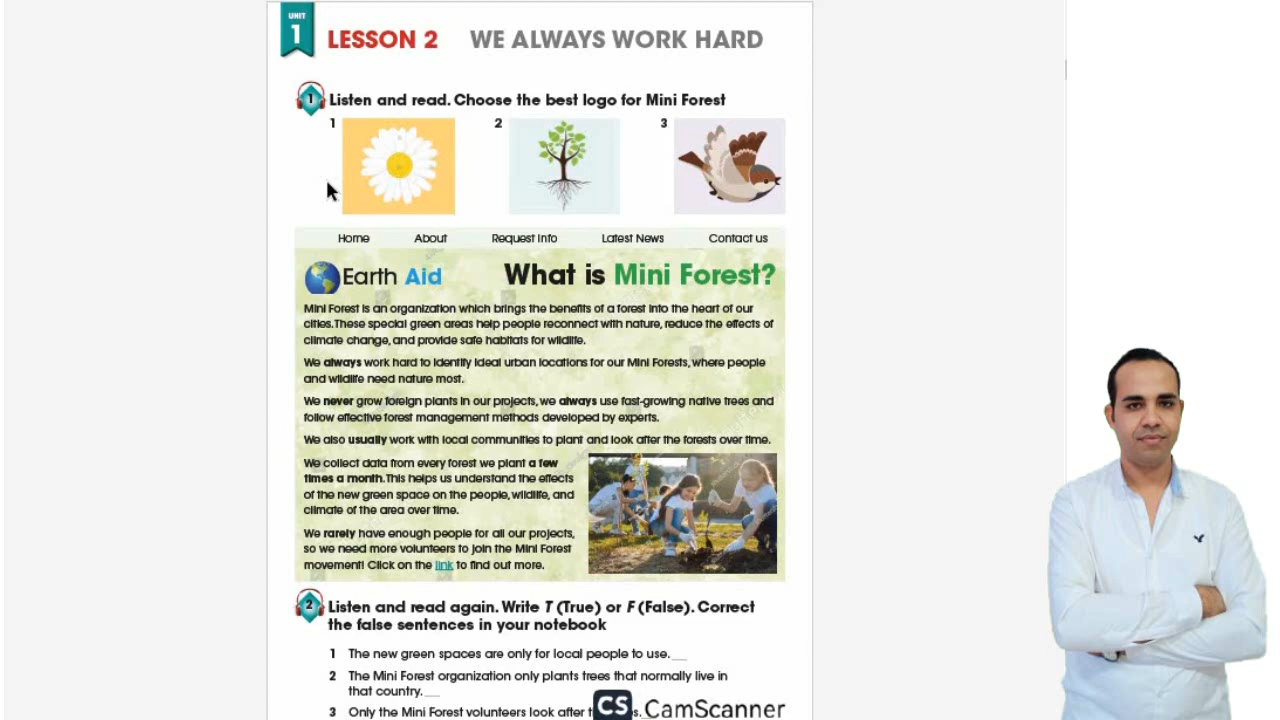 UNIT
1
LESSON 2 WE ALWAYS WORK HARD
1 Listen and read. Choose the best logo for Mini Forest
1 2 3
Home About Request Info Latest News Contact us
Earth Aid What is Mini Forest?
Mini Forest is an organization which brings the benefits of a forest into the heart of our
cities. These special green areas help people reconnect with nature, reduce the effects of
climate change, and provide safe habitats for wildlife.
We always work hard to identify ideal urban locations for our Mini Forests, where people
and wildlife need nature most.
We never grow foreign plants in our projects, we always use fast-growing native trees and
follow effective forest management methods developed by experts.
We also usually work with local communities to plant and look after the forests over time.
We collect data from every forest we plant a few
times a month. This helps us understand the effects
of the new green space on the people, wildlife, and
climate of the area over time.
We rarely have enough people for all our projects,
so we need more volunteers to join the Mini Forest
movement! Click on the link to find out more.
2 Listen and read again. Write T (True) or F (False). Correct
the false sentences in your notebook
1 The new green spaces are only for local people to use. __
2 The Mini Forest organization only plants trees that normally live in
that country. __
3 Only the Mini Forest volunteers look after
CS CamScanner